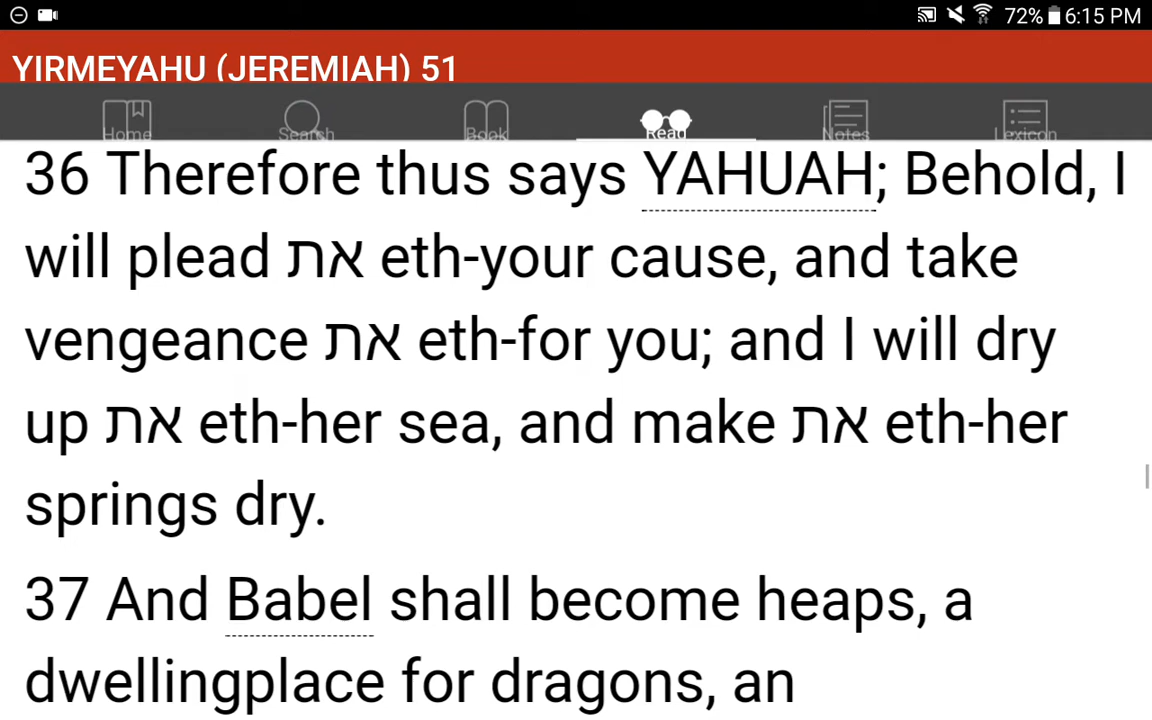 72% 6:15 PM
YIRMEYAHU (JEREMIAH) 51
Home Search Book Read Notes Lexicon
36 Therefore thus says YAHUAH; Behold, I
will plead את eth-your cause, and take
vengeance את eth-for you; and I will dry
up את eth-her sea, and make את eth-her
springs dry.
37 And Babel shall become heaps, a
dwellingplace for dragons, an